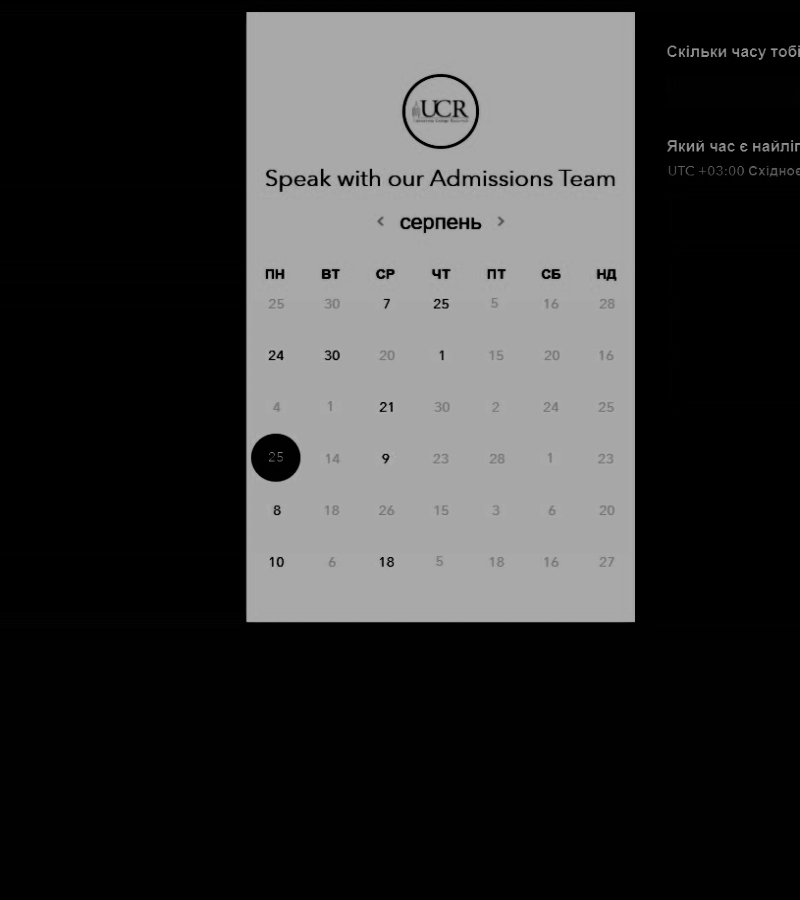 UCR
Speak with our Admissions Team
< серпень >
ПН ВТ СР ЧТ ПТ СБ НД
25 30 7 25 5 16 28
24 30 20 1 15 20 16
4 1 21 30 2 24 25
25 14 9 23 28 1 23
8 18 26 15 3 6 20
10 6 18 5 18 16 27
Скільки часу тобі
Який час є найліп
UTC +03:00 Східноє